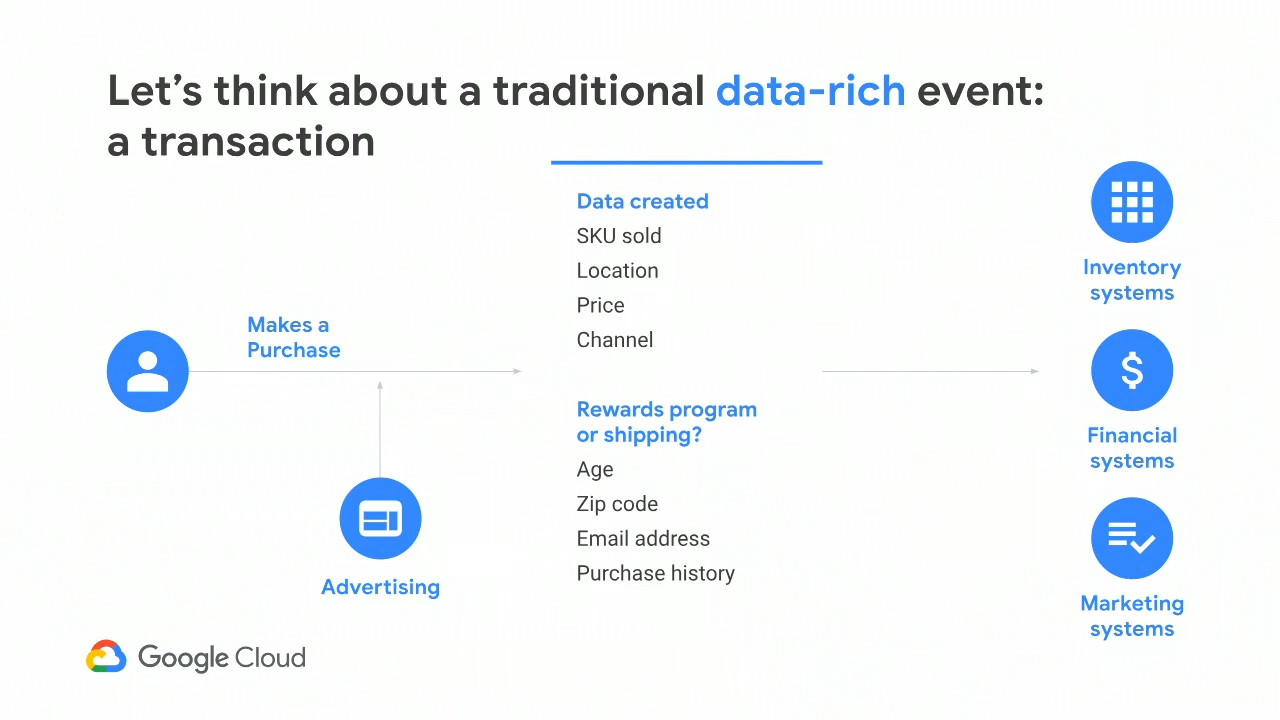 Let’s think about a traditional data-rich event:
a transaction
Makes a
Purchase
Advertising
Data created
SKU sold
Location
Price
Channel
Rewards program
or shipping?
Age
Zip code
Email address
Purchase history
Inventory
systems
$
Financial
systems
Marketing
systems
Google Cloud